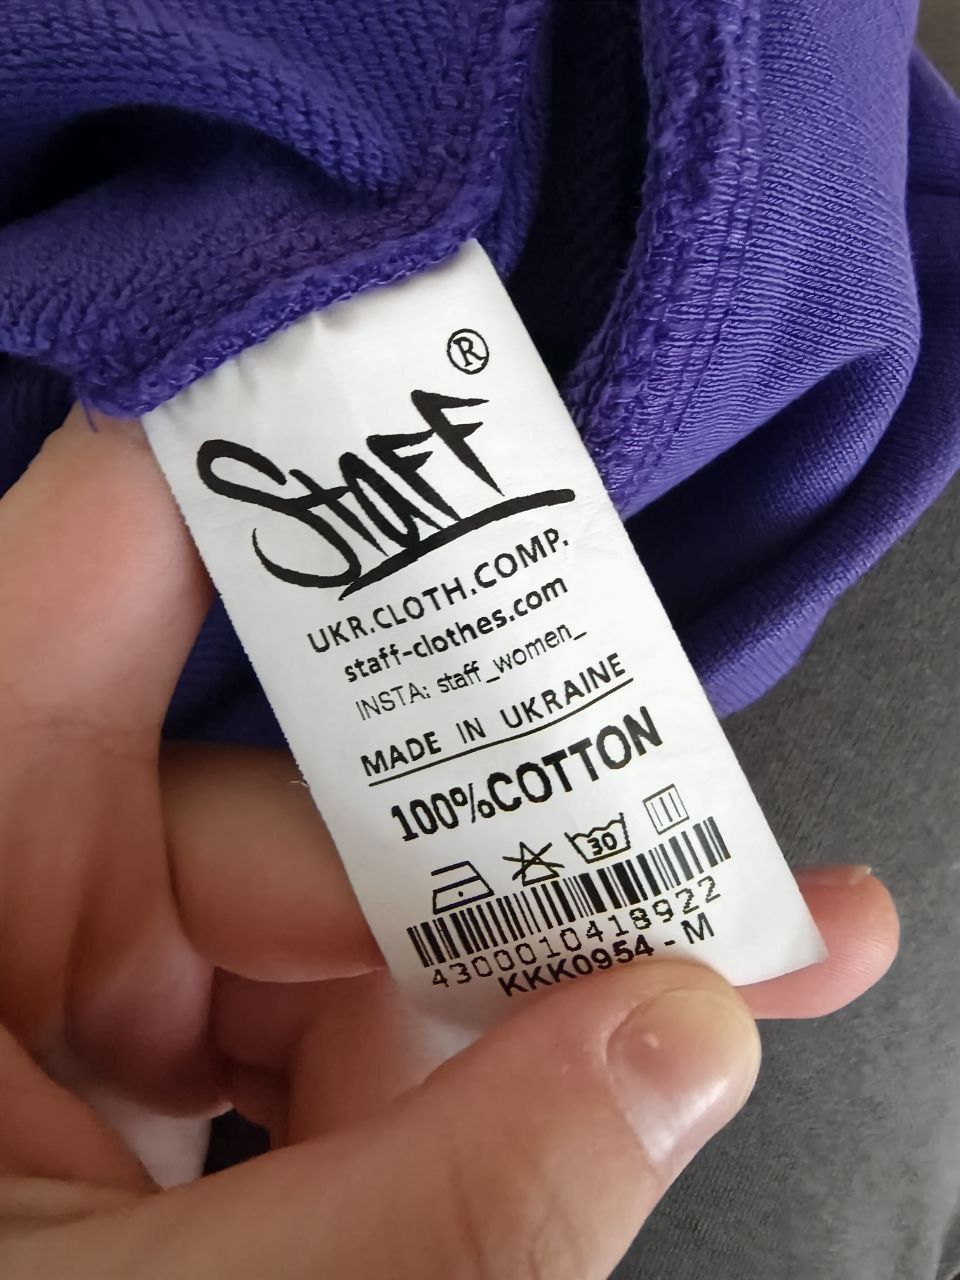 ®
Staff
UKR.CLOTH.COMP.
staff-clothes.com
INSTA: staff_women_
MADE IN UKRAINE
100%COTTON
30
4300010418922
KKK0954 - M